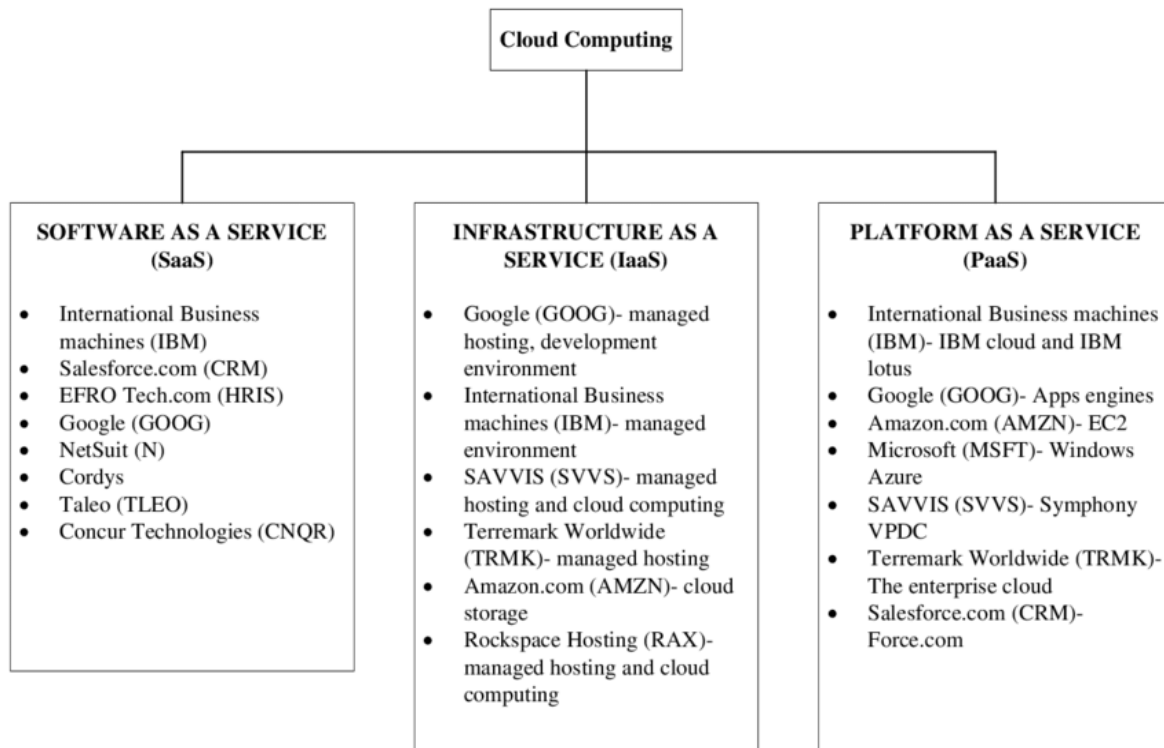 Cloud Computing
SOFTWARE AS A SERVICE
(SaaS)
• International Business
machines (IBM)
• Salesforce.com (CRM)
• EFRO Tech.com (HRIS)
• Google (GOOG)
• NetSuit (N)
• Cordys
• Taleo (TLEO)
• Concur Technologies (CNQR)
INFRASTRUCTURE AS A
SERVICE (IaaS)
• Google (GOOG)- managed
hosting, development
environment
• International Business
machines (IBM)- managed
environment
• SAVVIS (SVVS)- managed
hosting and cloud computing
• Terremark Worldwide
(TRMK)- managed hosting
• Amazon.com (AMZN)- cloud
storage
• Rockspace Hosting (RAX)-
managed hosting and cloud
computing
PLATFORM AS A SERVICE
(PaaS)
• International Business machines
(IBM)- IBM cloud and IBM
lotus
• Google (GOOG)- Apps engines
• Amazon.com (AMZN)- EC2
• Microsoft (MSFT)- Windows
Azure
• SAVVIS (SVVS)- Symphony
VPDC
• Terremark Worldwide (TRMK)-
The enterprise cloud
• Salesforce.com (CRM)-
Force.com